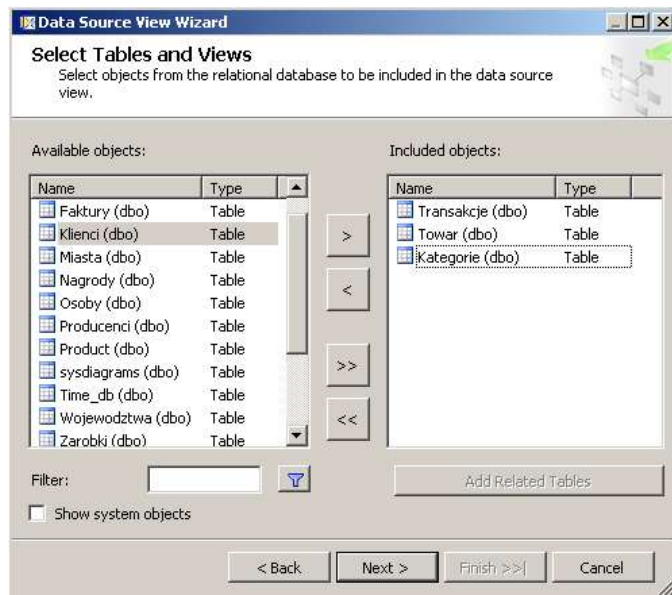 Data Source View Wizard
Select Tables and Views
Select objects from the relational database to be included in the data source
view.
Available objects:
Name Type
Faktury (dbo) Table
Klienci (dbo) Table
Miasta (dbo) Table
Nagrody (dbo) Table
Osoby (dbo) Table
Producenci (dbo) Table
Product (dbo) Table
sysdiagrams (dbo) Table
Time_db (dbo) Table
Wojewodztwa (dbo) Table
Zarobki (dbo) Table
>
<
>>
<<
Included objects:
Name Type
Transakcje (dbo) Table
Towar (dbo) Table
Kategorie (dbo) Table
Filter:
Add Related Tables
Show system objects
< Back Next > Finish >>| Cancel